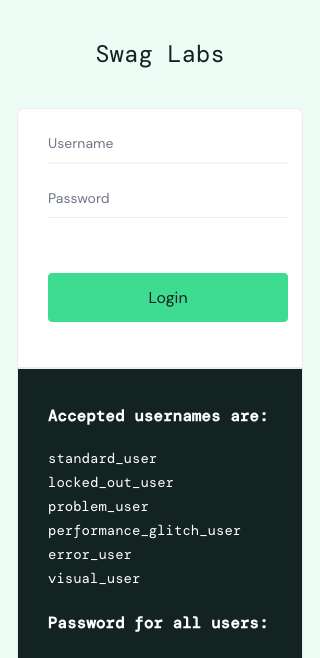 Swag Labs
Username
Password
Login
Accepted usernames are:
standard_user
locked_out_user
problem_user
performance_glitch_user
error_user
visual_user
Password for all users: